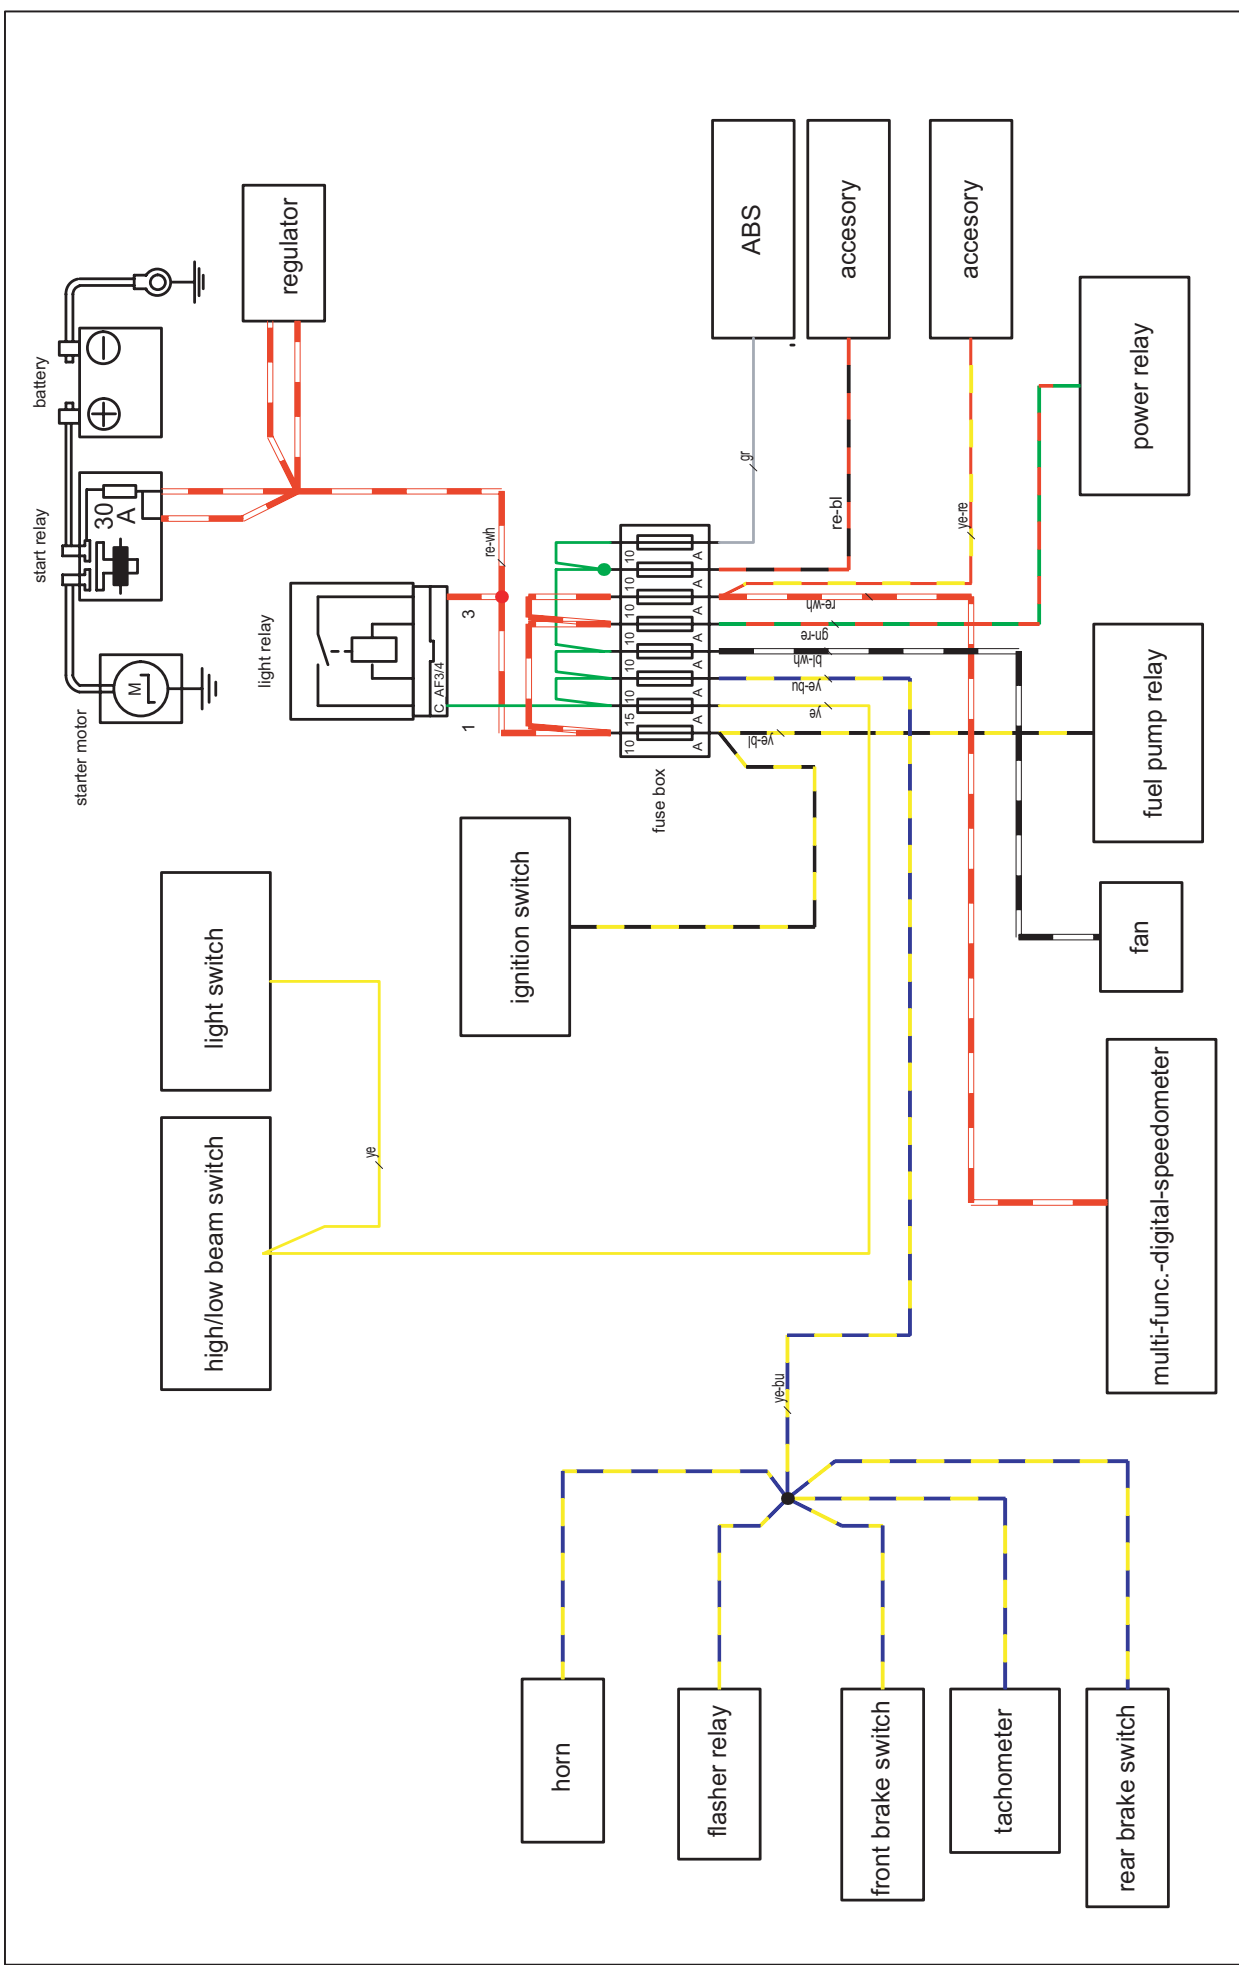 battery
start relay
30
A
M
starter motor
regulator
light relay
3
1
C AF3/4
re-wh
light switch
high/low beam switch
ye
ignition switch
fuse box
10
A
15
A
10
A
10
A
10
A
10
A
10
A
10
A
ye-bl
ye
ye-bu
bl-wh
gn-re
re-wh
gr
re-bl
ye-re
ABS
accesory
accesory
power relay
fuel pump relay
fan
multi-func.-digital-speedometer
ye-bu
horn
flasher relay
front brake switch
tachometer
rear brake switch